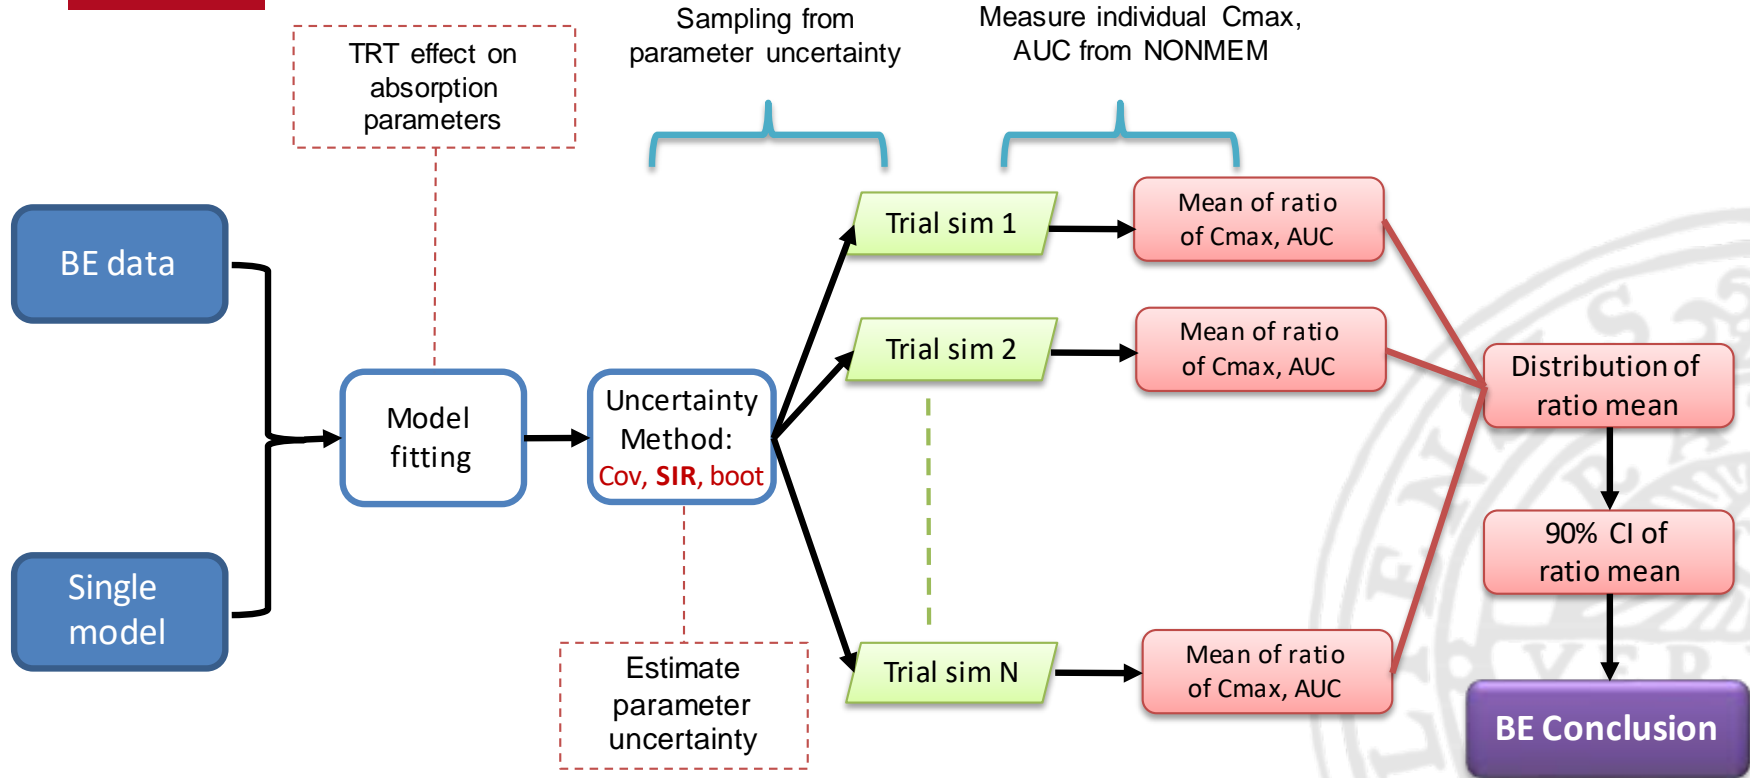 Sampling from
parameter uncertainty
Measure individual Cmax,
AUC from NONMEM
TRT effect on
absorption
parameters
BE data
Single
model
Model
fitting
Uncertainty
Method:
Cov, SIR, boot
Estimate
parameter
uncertainty
Trial sim 1
Mean of ratio
of Cmax, AUC
Trial sim 2
Mean of ratio
of Cmax, AUC
Trial sim N
Mean of ratio
of Cmax, AUC
Distribution of
ratio mean
90% CI of
ratio mean
BE Conclusion